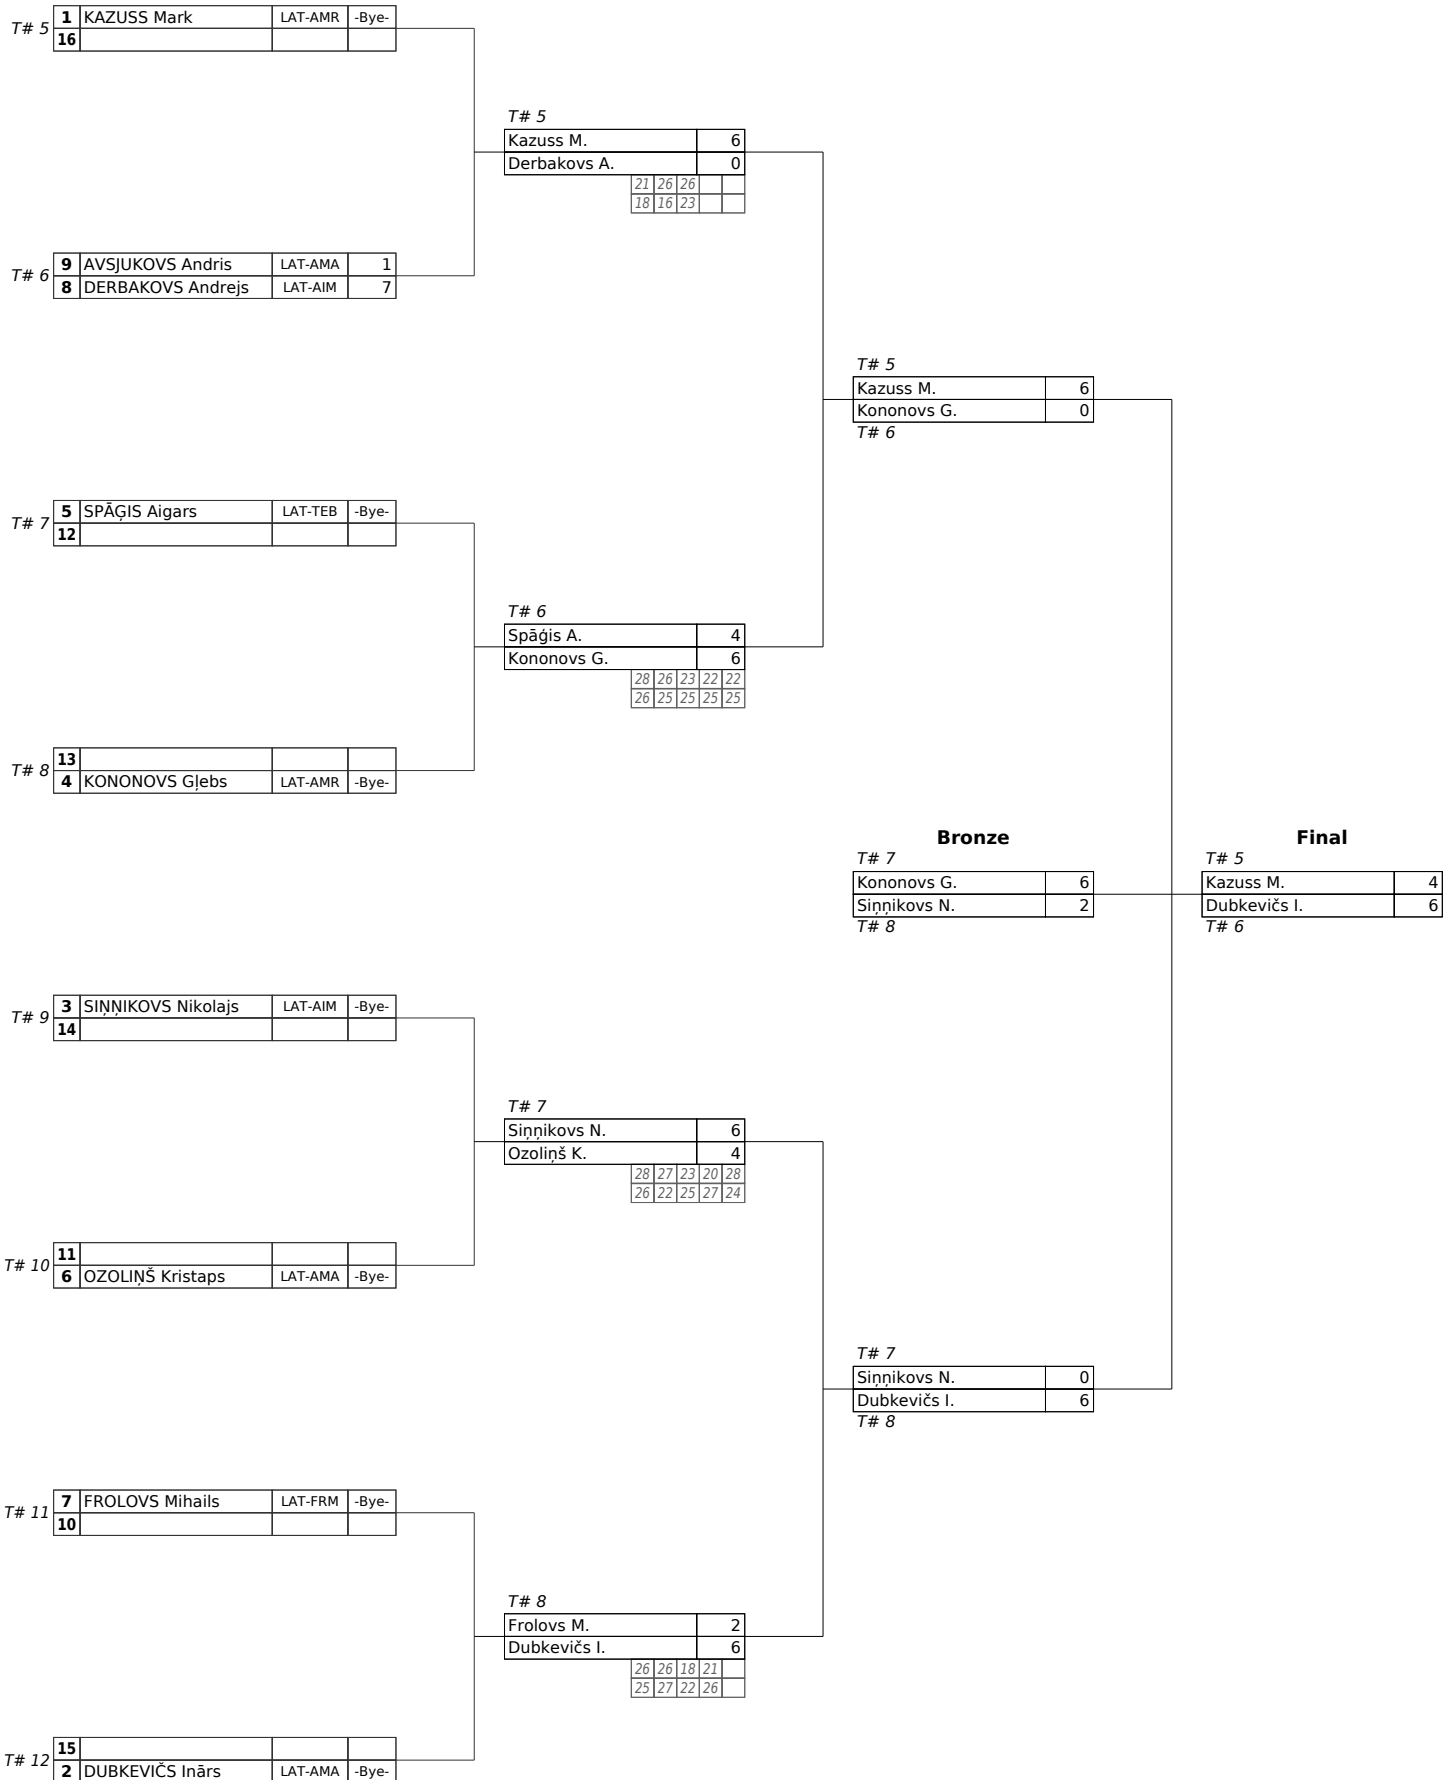 T# 5 1 KAZUSS Mark LAT-AMR -Bye-
16
T# 5
Kazuss M. 6
Derbakovs A. 0
21 26 26
18 16 23
T# 6 9 AVSJUKOVS Andris LAT-AMA 1
8 DERBAKOVS Andrejs LAT-AIM 7
T# 5
Kazuss M. 6
Kononovs G. 0
T# 6
T# 7 5 SPĀĢIS Aigars LAT-TEB -Bye-
12
T# 6
Spāģis A. 4
Kononovs G. 6
28 26 23 22 22
26 25 25 25 25
T# 8 13
4 KONONOVS Gļebs LAT-AMR -Bye-
Bronze
T# 7
Kononovs G. 6
Siņņikovs N. 2
T# 8
Final
T# 5
Kazuss M. 4
Dubkevičs I. 6
T# 6
T# 9 3 SIŅŅIKOVS Nikolajs LAT-AIM -Bye-
14
T# 7
Siņņikovs N. 6
Ozoliņš K. 4
28 27 23 20 28
26 22 25 27 24
T# 10 11
6 OZOLIŅŠ Kristaps LAT-AMA -Bye-
T# 7
Siņņikovs N. 0
Dubkevičs I. 6
T# 8
T# 11 7 FROLOVS Mihails LAT-FRM -Bye-
10
T# 8
Frolovs M. 2
Dubkevičs I. 6
26 26 18 21
25 27 22 26
T# 12 15
2 DUBKEVIČS Inārs LAT-AMA -Bye-